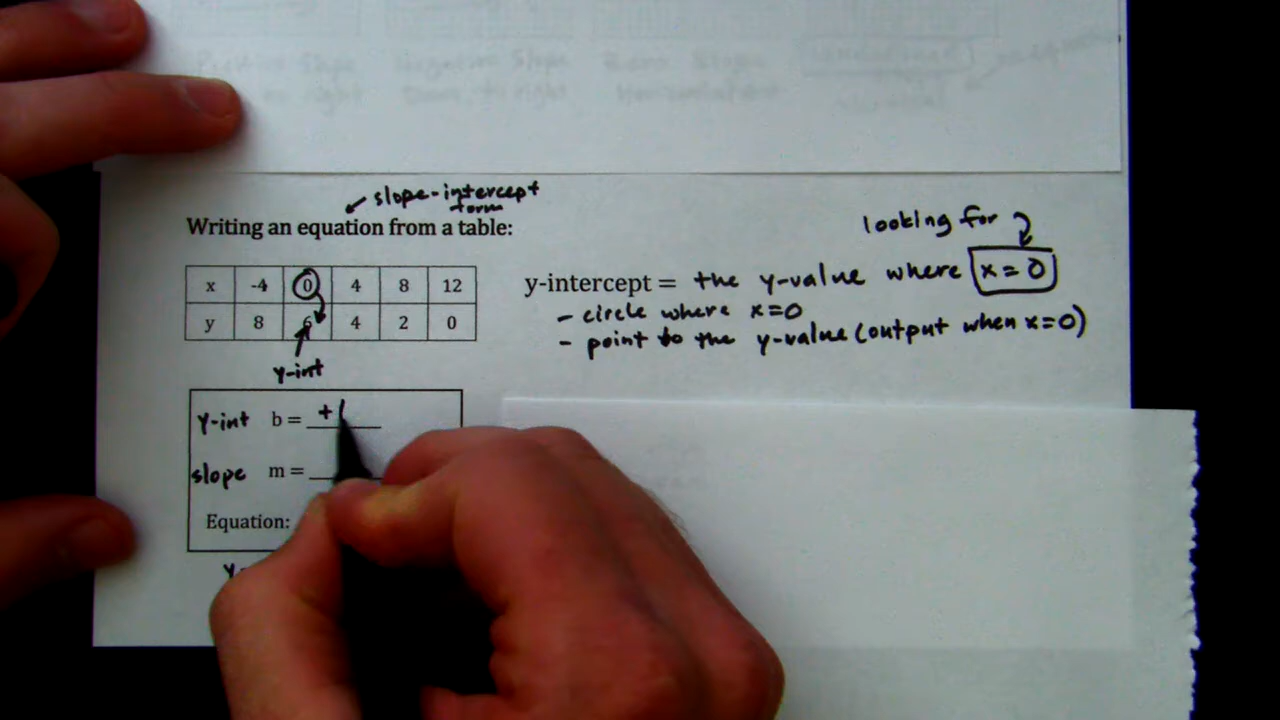 slope-intercept
form
Writing an equation from a table:
looking for
x -4 0 4 8 12
y 8 6 4 2 0
y-int
y-intercept = the y-value where x=0
- circle where x=0
- point to the y-value (output when x=0)
y-int b = +
slope m =
Equation: